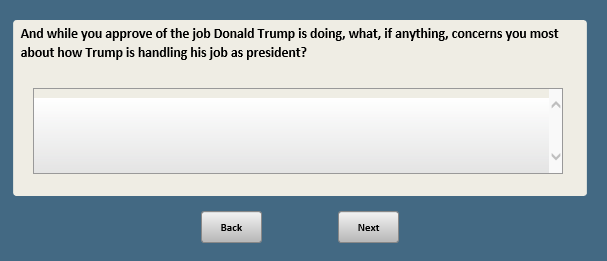 And while you approve of the job Donald Trump is doing, what, if anything, concerns you most
about how Trump is handling his job as president?
Back
Next